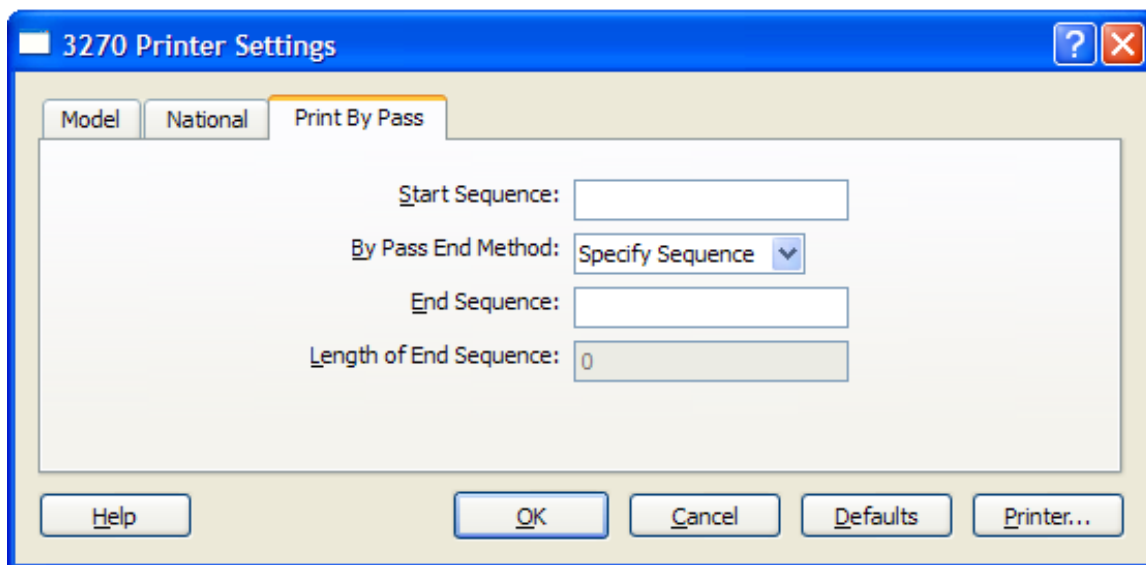 3270 Printer Settings
Model National Print By Pass
Start Sequence:
By Pass End Method: Specify Sequence
End Sequence:
Length of End Sequence: 0
Help OK Cancel Defaults Printer...